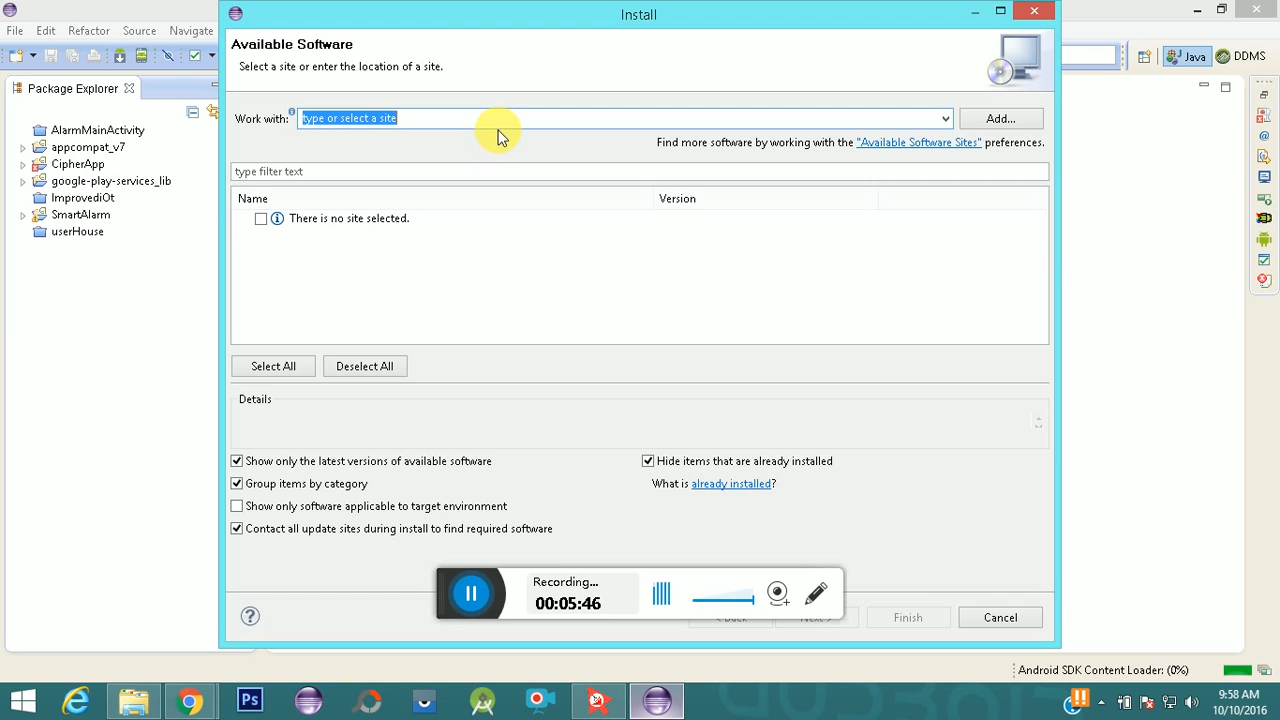 Install
File Edit Refactor Source Navigate
Available Software
Select a site or enter the location of a site.
Java
DDMS
Package Explorer
Work with:
type or select a site
Add...
Find more software by working with the "Available Software Sites" preferences.
type filter text
Name
Version
There is no site selected.
AlarmMainActivity
appcompat_v7
CipherApp
google-play-services_lib
ImprovediOt
SmartAlarm
userHouse
Select All
Deselect All
Details
Show only the latest versions of available software
Hide items that are already installed
Group items by category
What is already installed?
Show only software applicable to target environment
Contact all update sites during install to find required software
Recording...
00:05:46
Finish
Cancel
Android SDK Content Loader: (0%)
Ps
9:58 AM
10/10/2016